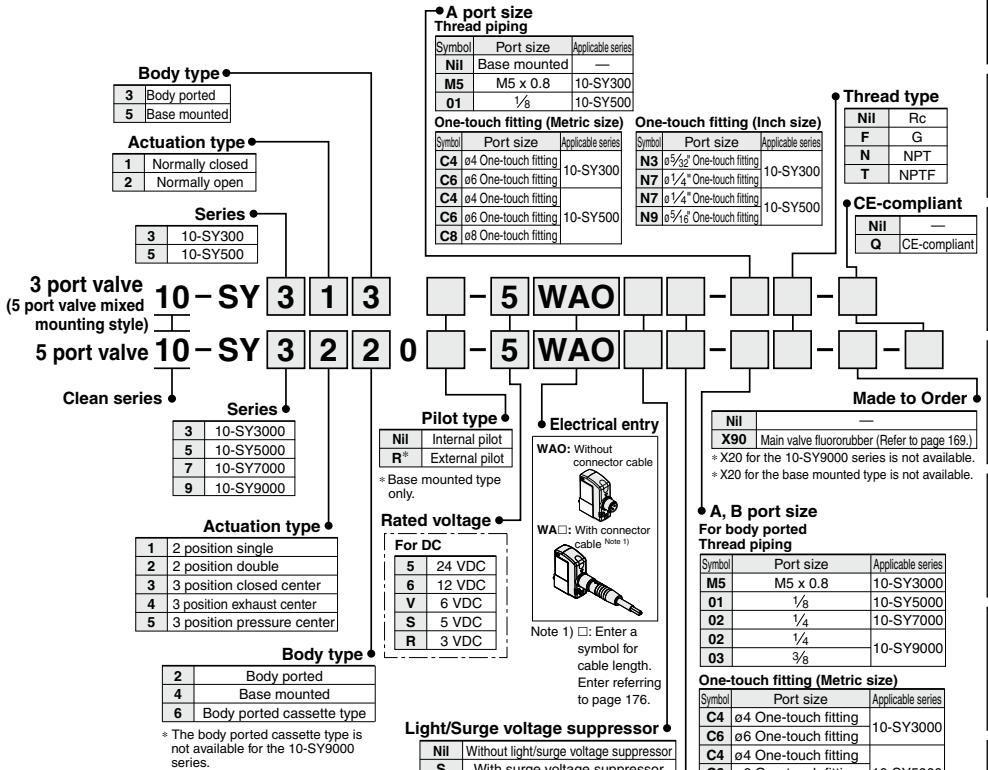 A port size
Thread piping
Symbol Port size Applicable series
Nil Base mounted —
M5 M5 x 0.8 10-SY300
01 1⁄8 10-SY500
One-touch fitting (Metric size)
Symbol Port size Applicable series
C4 ø4 One-touch fitting 10-SY300
C6 ø6 One-touch fitting
C4 ø4 One-touch fitting 10-SY500
C6 ø6 One-touch fitting
C8 ø8 One-touch fitting
One-touch fitting (Inch size)
Symbol Port size Applicable series
N3 ø5⁄32" One-touch fitting 10-SY300
N7 ø1⁄4" One-touch fitting
N7 ø1⁄4" One-touch fitting 10-SY500
N9 ø5⁄16" One-touch fitting
Body type
3 Body ported
5 Base mounted
Actuation type
1 Normally closed
2 Normally open
Series
3 10-SY300
5 10-SY500
Thread type
Nil Rc
F G
N NPT
T NPTF
CE-compliant
Nil —
Q CE-compliant
3 port valve
(5 port valve mixed
mounting style)
10 – SY 3 1 3 □ – 5 WAO □ □ – □ □ – □
5 port valve 10 – SY 3 2 2 0 □ – 5 WAO □ □ – □ □ – □ – □
Clean series
Series
3 10-SY3000
5 10-SY5000
7 10-SY7000
9 10-SY9000
Actuation type
1 2 position single
2 2 position double
3 3 position closed center
4 3 position exhaust center
5 3 position pressure center
Body type
2 Body ported
4 Base mounted
6 Body ported cassette type
* The body ported cassette type is
not available for the 10-SY9000
series.
Pilot type
Nil Internal pilot
R* External pilot
* Base mounted type
only.
Rated voltage
For DC
5 24 VDC
6 12 VDC
V 6 VDC
S 5 VDC
R 3 VDC
Electrical entry
WAO: Without
connector cable
WA□: With connector
cable Note 1)
Note 1) □: Enter a
symbol for
cable length.
Enter referring
to page 176.
Light/Surge voltage suppressor
Nil Without light/surge voltage suppressor
S With surge voltage suppressor
Made to Order
Nil —
X90 Main valve fluororubber (Refer to page 169.)
* X20 for the 10-SY9000 series is not available.
* X20 for the base mounted type is not available.
A, B port size
For body ported
Thread piping
Symbol Port size Applicable series
M5 M5 x 0.8 10-SY3000
01 1⁄8 10-SY5000
02 1⁄4 10-SY7000
02 1⁄4 10-SY9000
03 3⁄8
One-touch fitting (Metric size)
Symbol Port size Applicable series
C4 ø4 One-touch fitting 10-SY3000
C6 ø6 One-touch fitting
C4 ø4 One-touch fitting